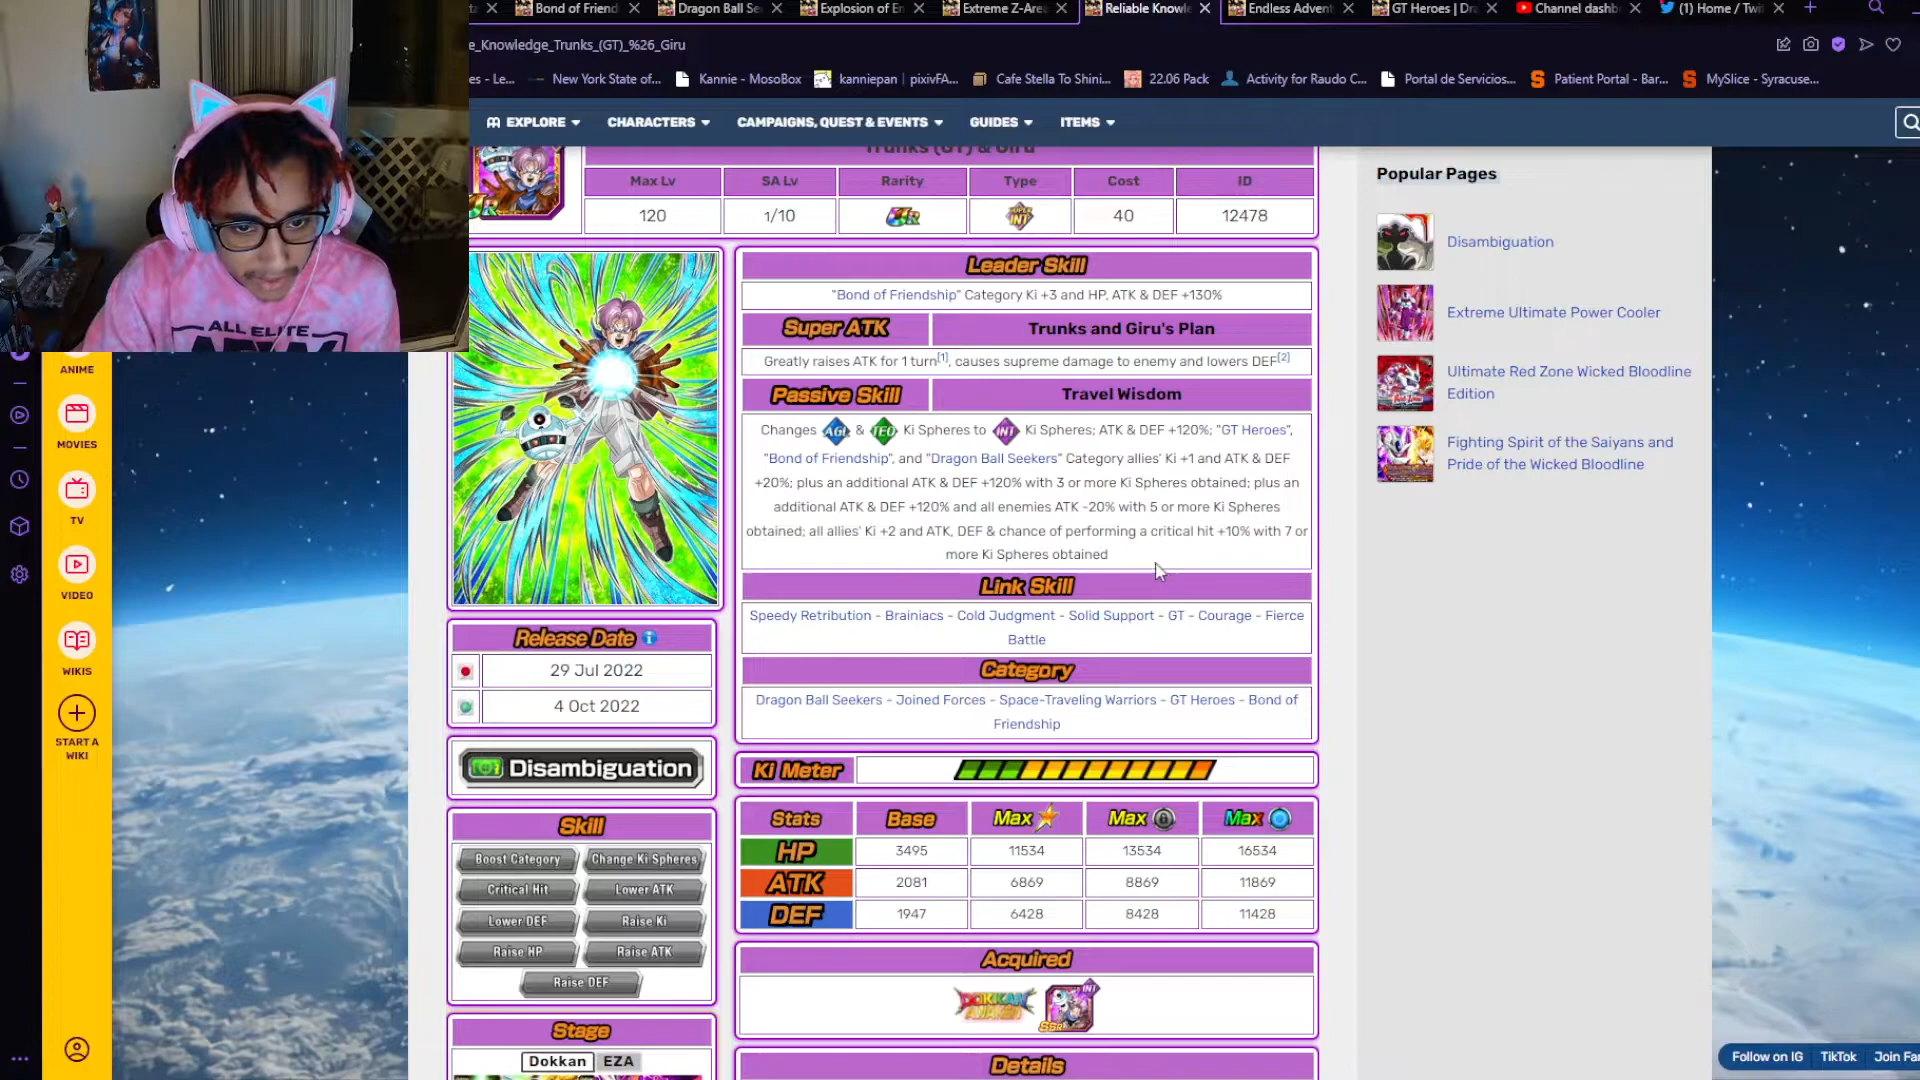 Bond of Friend
Dragon Ball Se
Explosion of E
Extreme Z-Are
Reliable Knowle
Endless Advent
GT Heroes | Dra
Channel dashb
(1) Home / Twi
e_Knowledge_Trunks_(GT)_%26_Giru
es - Le...
New York State of...
Kannie - MosoBox
kanniepan | pixivFA...
Cafe Stella To Shini...
22.06 Pack
Activity for Raudo C...
Portal de Servicios...
Patient Portal - Bar...
MySlice - Syracuse...
EXPLORE
CHARACTERS
CAMPAIGNS, QUEST & EVENTS
GUIDES
ITEMS
Trunks (GT) & Giru
Max Lv
SA Lv
Rarity
Type
Cost
ID
120
1/10
UR
SUPER INT
40
12478
ALL ELITE
ANIME
MOVIES
TV
VIDEO
WIKIS
START A
WIKI
Leader Skill
"Bond of Friendship" Category Ki +3 and HP, ATK & DEF +130%
Super ATK
Trunks and Giru's Plan
Greatly raises ATK for 1 turn[1], causes supreme damage to enemy and lowers DEF[2]
Passive Skill
Travel Wisdom
Changes AGL & TEQ Ki Spheres to INT Ki Spheres; ATK & DEF +120%; "GT Heroes",
"Bond of Friendship", and "Dragon Ball Seekers" Category allies' Ki +1 and ATK & DEF
+20%; plus an additional ATK & DEF +120% with 3 or more Ki Spheres obtained; plus an
additional ATK & DEF +120% and all enemies ATK -20% with 5 or more Ki Spheres
obtained; all allies' Ki +2 and ATK, DEF & chance of performing a critical hit +10% with 7 or
more Ki Spheres obtained
Link Skill
Speedy Retribution - Brainiacs - Cold Judgment - Solid Support - GT - Courage - Fierce
Battle
Category
Dragon Ball Seekers - Joined Forces - Space-Traveling Warriors - GT Heroes - Bond of
Friendship
Release Date
29 Jul 2022
4 Oct 2022
Disambiguation
Skill
Boost Category
Change Ki Spheres
Critical Hit
Lower ATK
Lower DEF
Raise Ki
Raise HP
Raise ATK
Raise DEF
Stage
Dokkan
EZA
Ki Meter
Stats
Base
Max
Max
Max
HP
3495
11534
13534
16534
ATK
2081
6869
8869
11869
DEF
1947
6428
8428
11428
Acquired
DOKKAN
AWAKEN
INT
SSR
Details
Popular Pages
Disambiguation
Extreme Ultimate Power Cooler
Ultimate Red Zone Wicked Bloodline
Edition
Fighting Spirit of the Saiyans and
Pride of the Wicked Bloodline
Follow on IG
TikTok
Join Fa